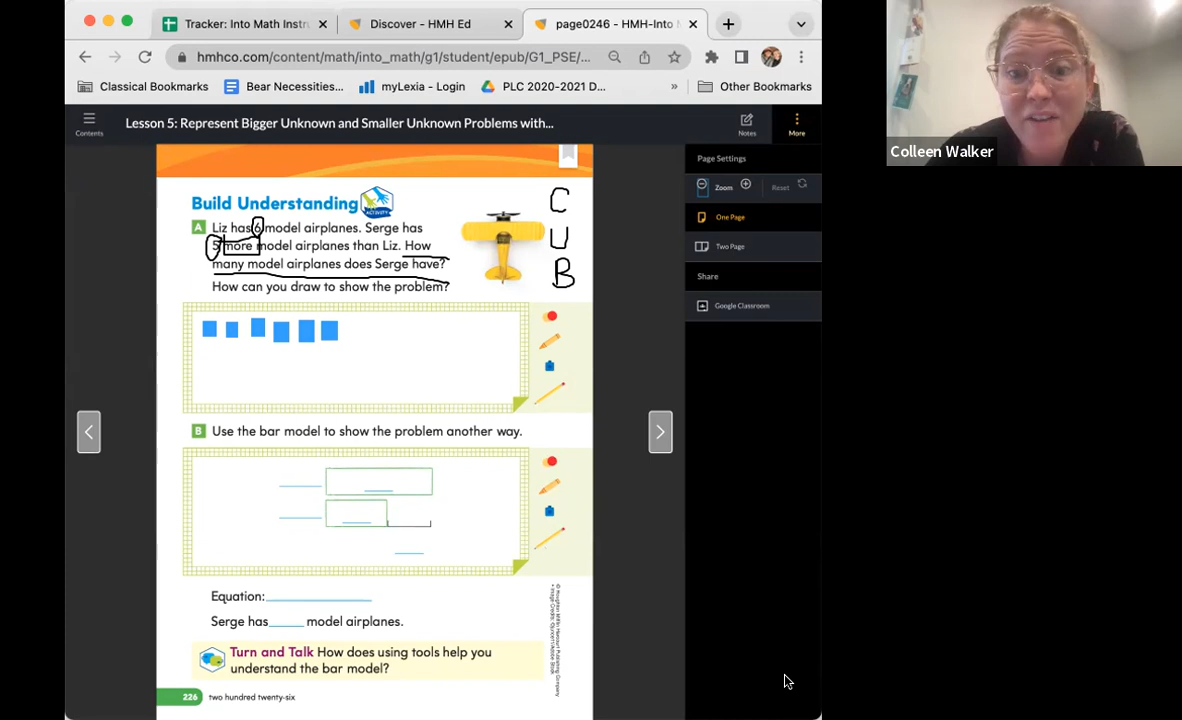 Tracker: Into Math Instr
Discover - HMH Ed
page0246 - HMH-Into
hmhco.com/content/math/into_math/g1/student/epub/G1_PSE/...
Classical Bookmarks
Bear Necessities...
myLexia - Login
PLC 2020-2021 D...
»
Other Bookmarks
Contents
Lesson 5: Represent Bigger Unknown and Smaller Unknown Problems with...
Notes
More
Page Settings
Zoom
Reset
One Page
Two Page
Share
Google Classroom
Build Understanding
ACTIVITY
A Liz has 6 model airplanes. Serge has
5 more model airplanes than Liz. How
many model airplanes does Serge have?
How can you draw to show the problem?
C
U
B
B Use the bar model to show the problem another way.
Equation:
Serge has model airplanes.
Turn and Talk How does using tools help you
understand the bar model?
226 two hundred twenty-six
© Houghton Mifflin Harcourt Publishing Company
Colleen Walker